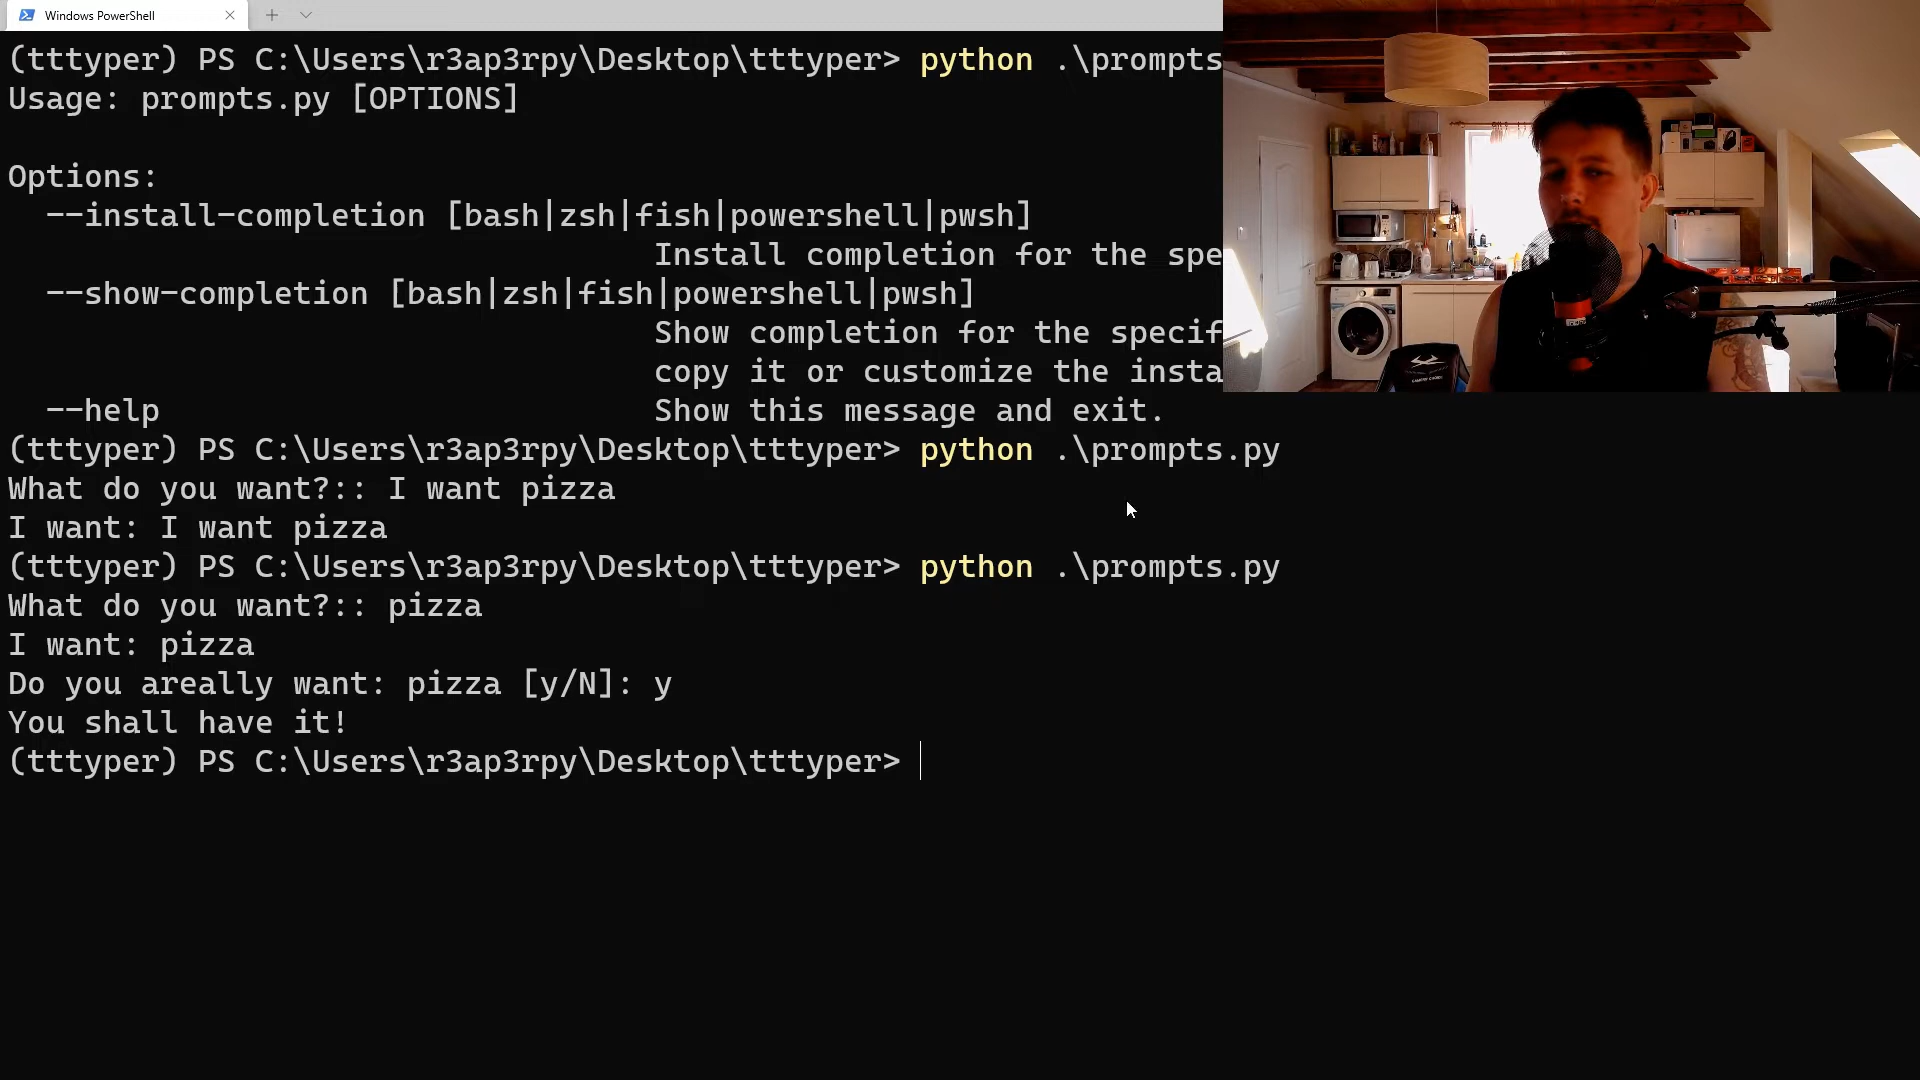 Windows PowerShell
(tttyper) PS C:\Users\r3ap3rpy\Desktop\tttyper> python .\prompts
Usage: prompts.py [OPTIONS]
Options:
--install-completion [bash|zsh|fish|powershell|pwsh]
Install completion for the spe
--show-completion [bash|zsh|fish|powershell|pwsh]
Show completion for the specif
copy it or customize the insta
--help Show this message and exit.
(tttyper) PS C:\Users\r3ap3rpy\Desktop\tttyper> python .\prompts.py
What do you want?:: I want pizza
I want: I want pizza
(tttyper) PS C:\Users\r3ap3rpy\Desktop\tttyper> python .\prompts.py
What do you want?:: pizza
I want: pizza
Do you areally want: pizza [y/N]: y
You shall have it!
(tttyper) PS C:\Users\r3ap3rpy\Desktop\tttyper>